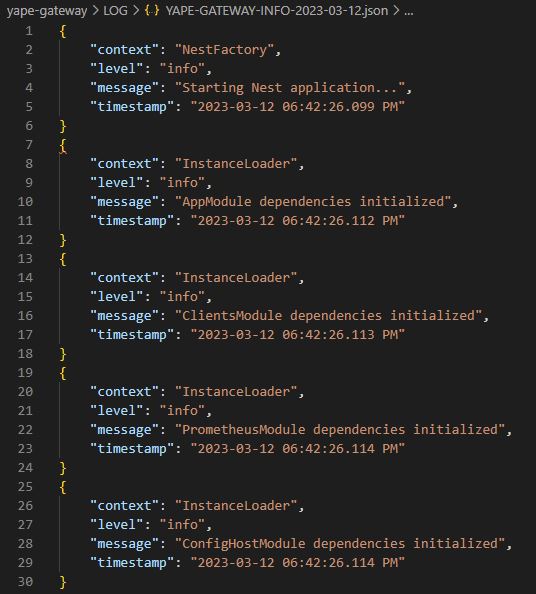 yape-gateway > LOG > {..} YAPE-GATEWAY-INFO-2023-03-12.json > ...
1 {
2     "context": "NestFactory",
3     "level": "info",
4     "message": "Starting Nest application...",
5     "timestamp": "2023-03-12 06:42:26.099 PM"
6 }
7 {
8     "context": "InstanceLoader",
9     "level": "info",
10     "message": "AppModule dependencies initialized",
11     "timestamp": "2023-03-12 06:42:26.112 PM"
12 }
13 {
14     "context": "InstanceLoader",
15     "level": "info",
16     "message": "ClientsModule dependencies initialized",
17     "timestamp": "2023-03-12 06:42:26.113 PM"
18 }
19 {
20     "context": "InstanceLoader",
21     "level": "info",
22     "message": "PrometheusModule dependencies initialized",
23     "timestamp": "2023-03-12 06:42:26.114 PM"
24 }
25 {
26     "context": "InstanceLoader",
27     "level": "info",
28     "message": "ConfigHostModule dependencies initialized",
29     "timestamp": "2023-03-12 06:42:26.114 PM"
30 }